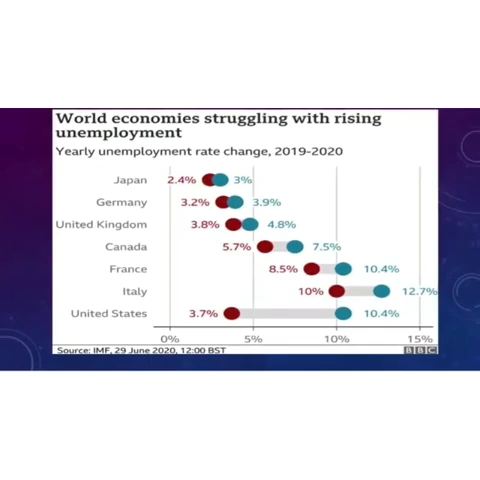 World economies struggling with rising
unemployment
Yearly unemployment rate change, 2019-2020
Japan 2.4% 3%
Germany 3.2% 3.9%
United Kingdom 3.8% 4.8%
Canada 5.7% 7.5%
France 8.5% 10.4%
Italy 10% 12.7%
United States 3.7% 10.4%
0% 5% 10% 15%
Source: IMF, 29 June 2020, 12:00 BST BBC